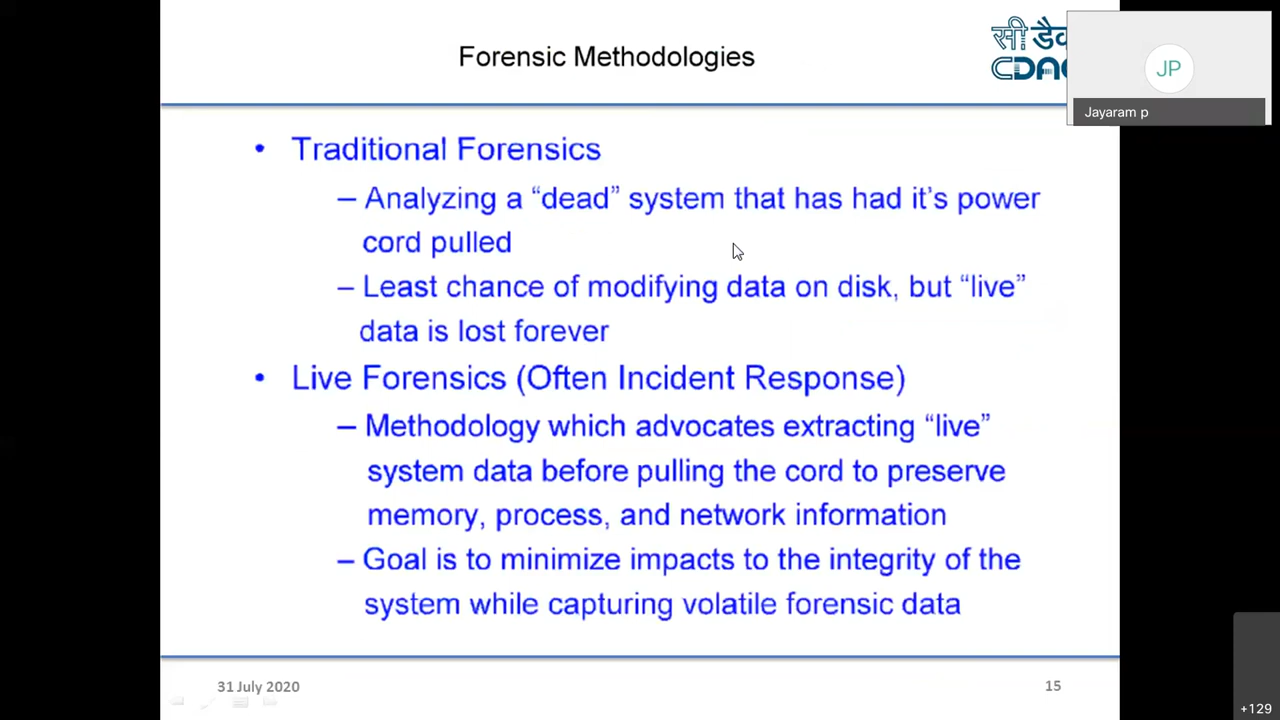 Forensic Methodologies
सी डैक
CDAC
JP
Jayaram p
• Traditional Forensics
– Analyzing a “dead” system that has had it’s power
cord pulled
– Least chance of modifying data on disk, but “live”
data is lost forever
• Live Forensics (Often Incident Response)
– Methodology which advocates extracting “live”
system data before pulling the cord to preserve
memory, process, and network information
– Goal is to minimize impacts to the integrity of the
system while capturing volatile forensic data
31 July 2020
15
+129